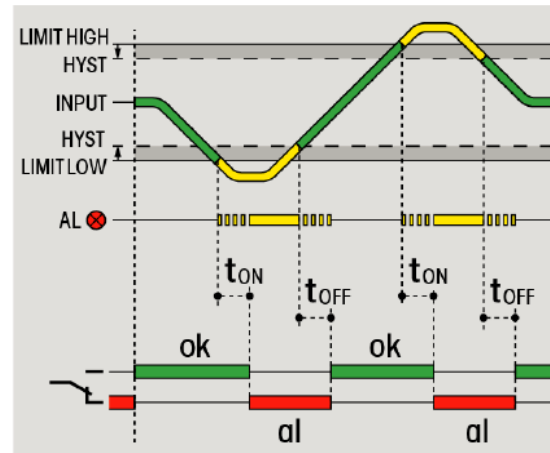 LIMIT HIGH
HYST
INPUT
HYST
LIMIT LOW
AL
tON tOFF tON tOFF
ok ok
al al